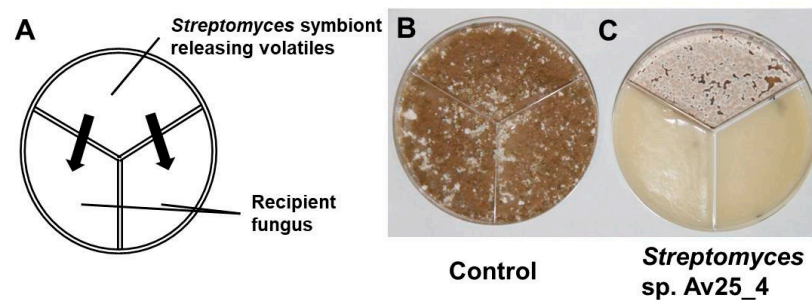 A
Streptomyces symbiont
releasing volatiles
Recipient
fungus
B
Control
C
Streptomyces
sp. Av25_4